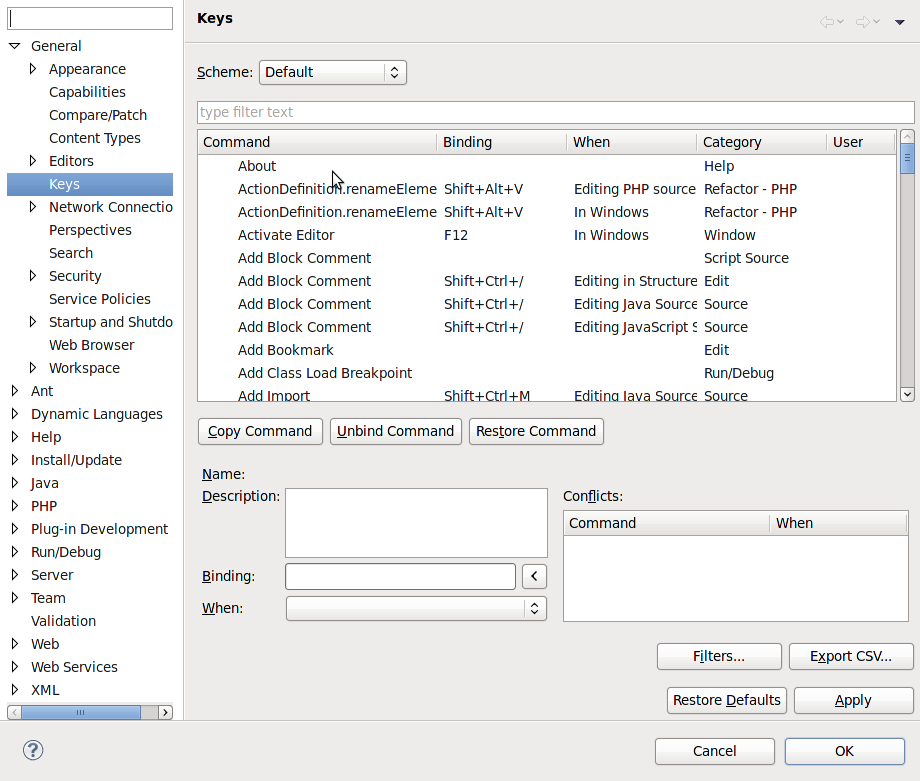 Keys
General
Appearance
Capabilities
Compare/Patch
Content Types
Editors
Keys
Network Connectio
Perspectives
Search
Security
Service Policies
Startup and Shutdo
Web Browser
Workspace
Ant
Dynamic Languages
Help
Install/Update
Java
PHP
Plug-in Development
Run/Debug
Server
Team
Validation
Web
Web Services
XML
Scheme: Default
type filter text
Command Binding When Category User
About Help
ActionDefinition.renameEleme Shift+Alt+V Editing PHP source Refactor - PHP
ActionDefinition.renameEleme Shift+Alt+V In Windows Refactor - PHP
Activate Editor F12 In Windows Window
Add Block Comment Script Source
Add Block Comment Shift+Ctrl+/ Editing in Structure Edit
Add Block Comment Shift+Ctrl+/ Editing Java Source Source
Add Block Comment Shift+Ctrl+/ Editing JavaScript S Source
Add Bookmark Edit
Add Class Load Breakpoint Run/Debug
Add Import Shift+Ctrl+M Editing Java Source Source
Copy Command Unbind Command Restore Command
Name:
Description:
Binding: <
When:
Conflicts:
Command When
Filters... Export CSV...
Restore Defaults Apply
? Cancel OK